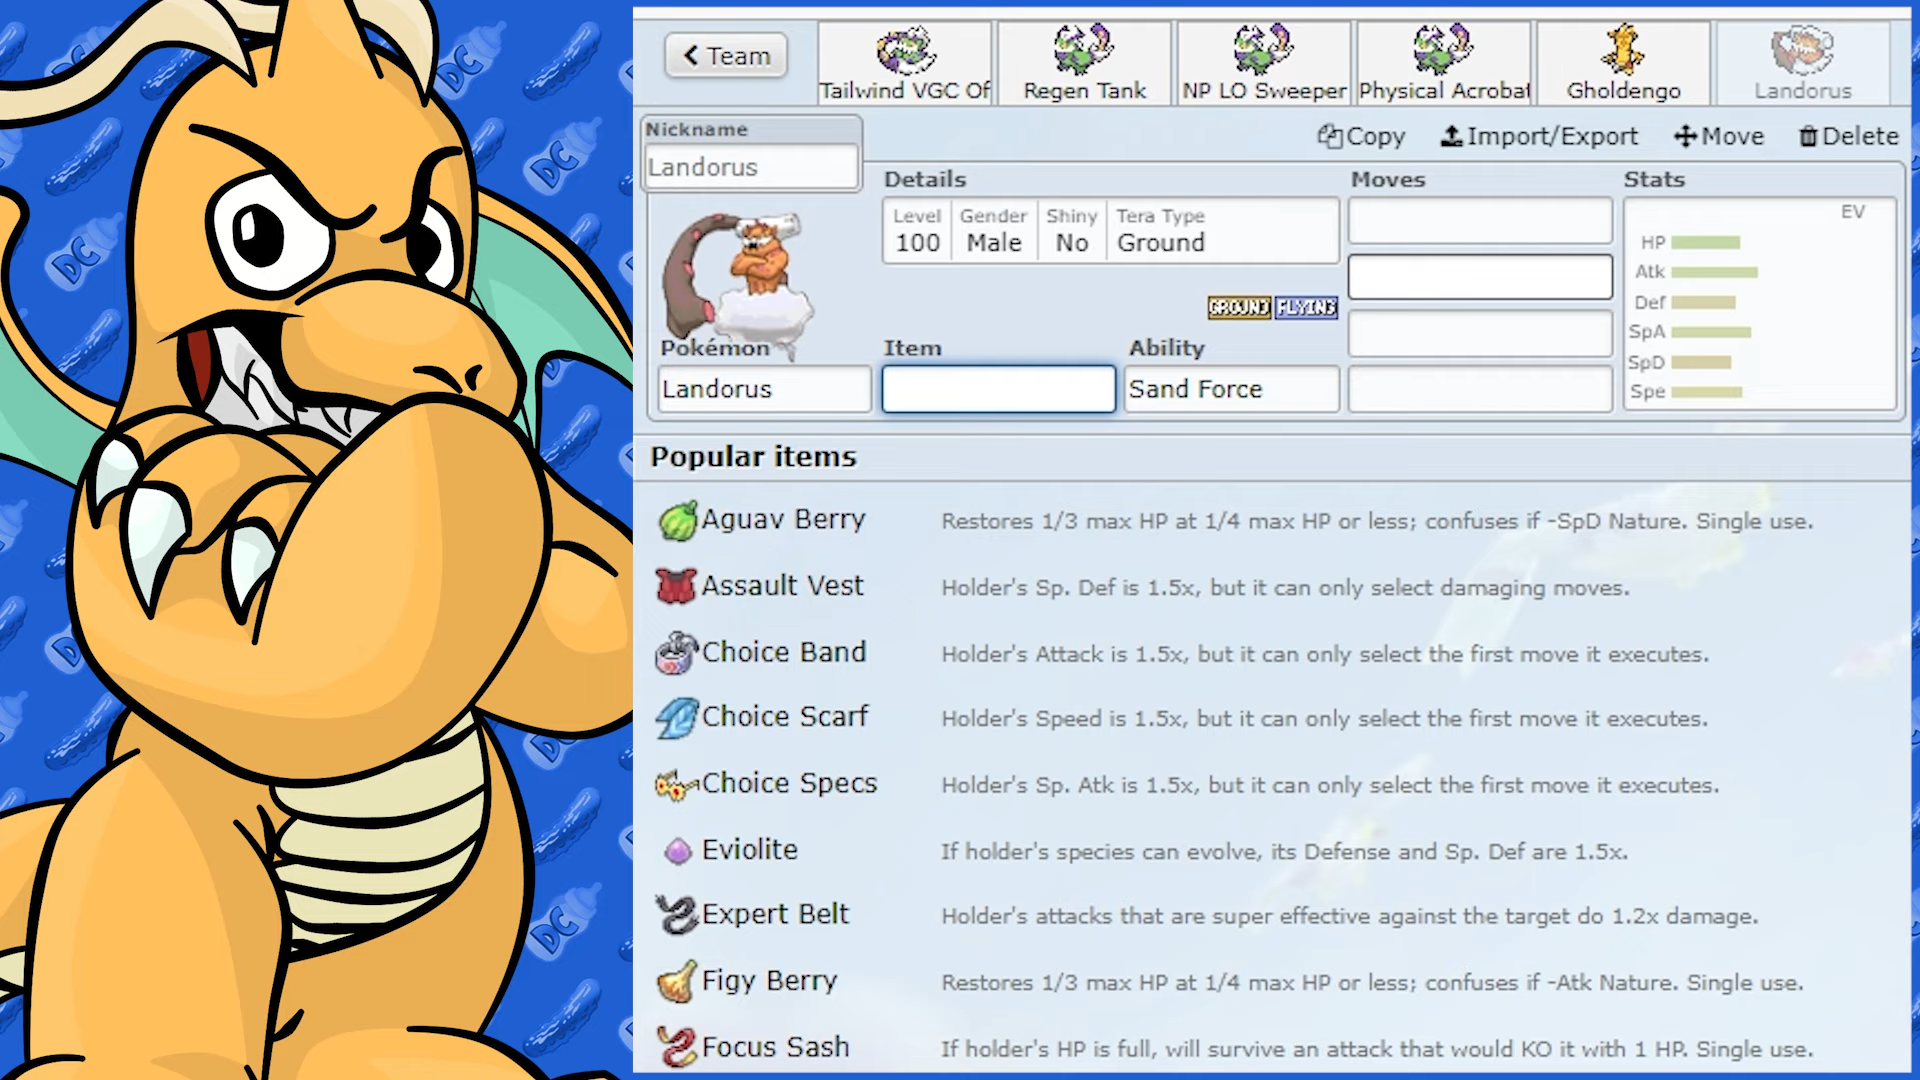 Team
Tailwind VGC Of
Regen Tank
NP LO Sweeper
Physical Acrobat
Gholdengo
Landorus
Copy
Import/Export
Move
Delete
Nickname
Landorus
Details
Level
100
Gender
Male
Shiny
No
Tera Type
Ground
GROUND FLYING
Pokémon
Landorus
Item
Ability
Sand Force
Moves
Stats
EV
HP
Atk
Def
SpA
SpD
Spe
Popular items
Aguav Berry Restores 1/3 max HP at 1/4 max HP or less; confuses if -SpD Nature. Single use.
Assault Vest Holder's Sp. Def is 1.5x, but it can only select damaging moves.
Choice Band Holder's Attack is 1.5x, but it can only select the first move it executes.
Choice Scarf Holder's Speed is 1.5x, but it can only select the first move it executes.
Choice Specs Holder's Sp. Atk is 1.5x, but it can only select the first move it executes.
Eviolite If holder's species can evolve, its Defense and Sp. Def are 1.5x.
Expert Belt Holder's attacks that are super effective against the target do 1.2x damage.
Figy Berry Restores 1/3 max HP at 1/4 max HP or less; confuses if -Atk Nature. Single use.
Focus Sash If holder's HP is full, will survive an attack that would KO it with 1 HP. Single use.
DC
DC
DC
DC
DC
DC